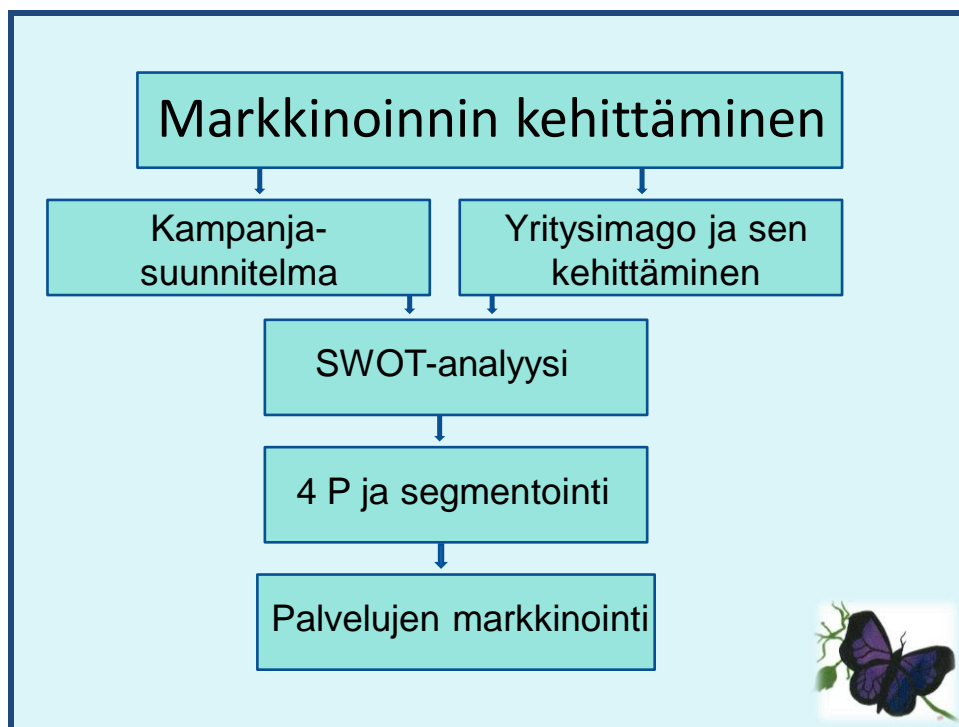 Markkinoinnin kehittäminen
Kampanja-
suunnitelma
Yritysimago ja sen
kehittäminen
SWOT-analyysi
4 P ja segmentointi
Palvelujen markkinointi